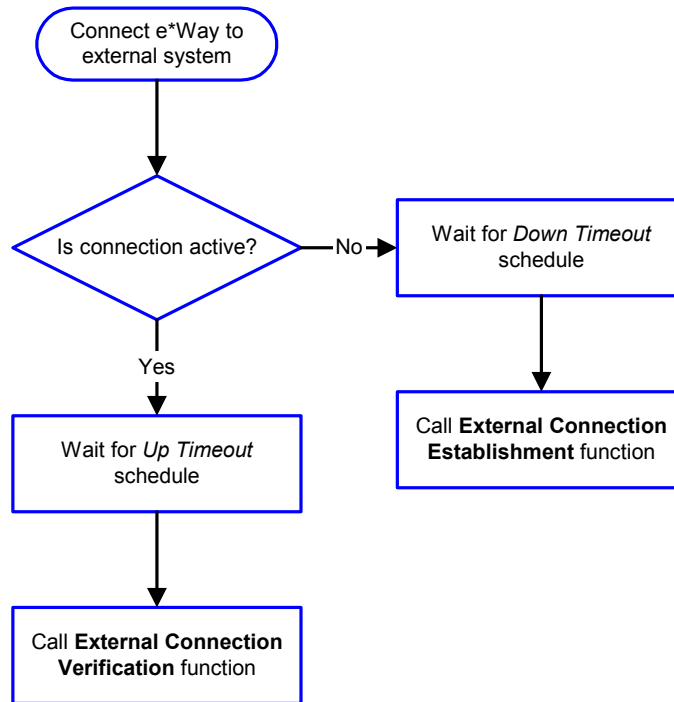 Connect e*Way to
external system
Is connection active?
No
Wait for Down Timeout
schedule
Yes
Call External Connection
Establishment function
Wait for Up Timeout
schedule
Call External Connection
Verification function